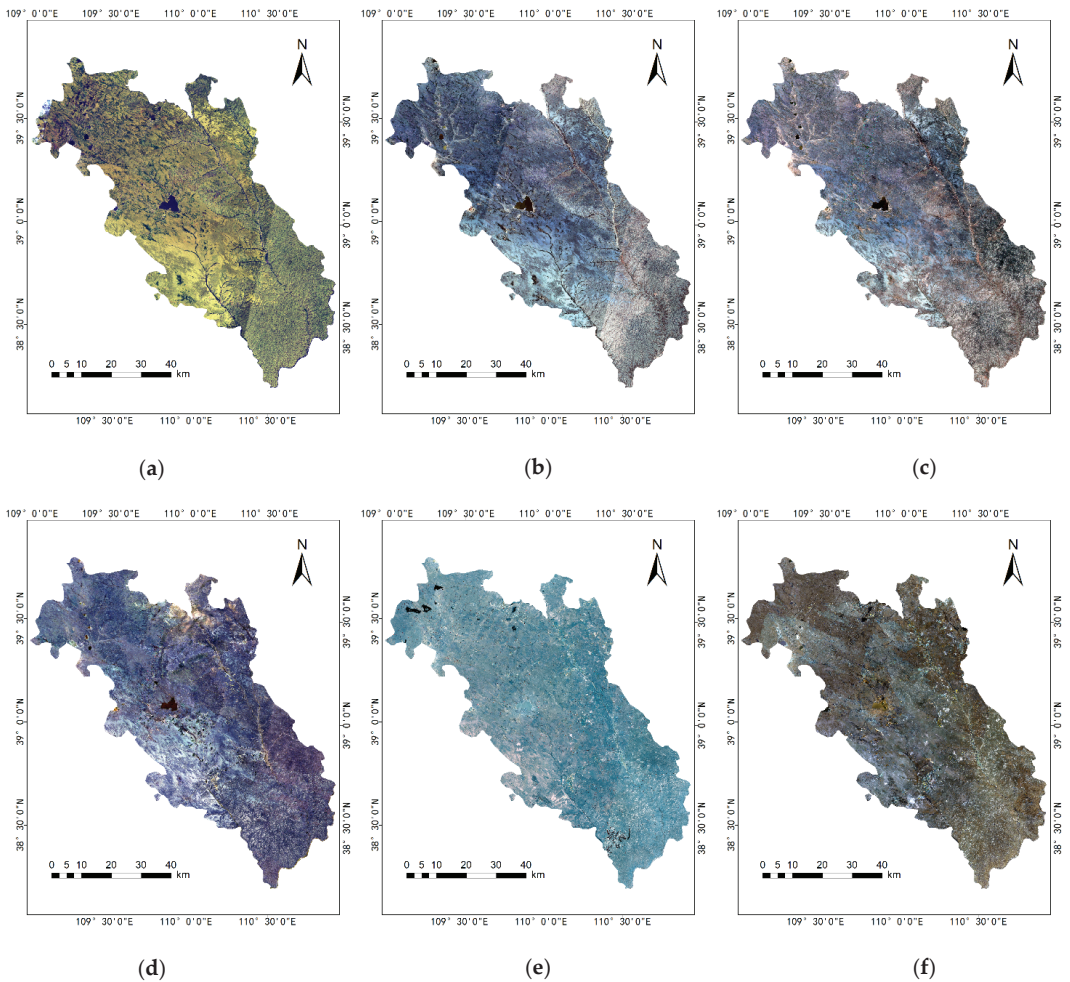 109° 30'0"E 110° 0'0"E 110° 30'0"E 109° 30'0"E 110° 0'0"E 110° 30'0"E 109° 30'0"E 110° 0'0"E 110° 30'0"E
N N N
39° 30'0"N 39° 30'0"N 39° 30'0"N 39° 30'0"N
39° 0'0"N 39° 0'0"N 39° 0'0"N 39° 0'0"N
38° 30'0"N 38° 30'0"N 38° 30'0"N 38° 30'0"N
0 5 10 20 30 40 0 5 10 20 30 40 0 5 10 20 30 40
km km km
109° 30'0"E 110° 0'0"E 110° 30'0"E 109° 30'0"E 110° 0'0"E 110° 30'0"E 109° 30'0"E 110° 0'0"E 110° 30'0"E
(a) (b) (c)
109° 30'0"E 110° 0'0"E 110° 30'0"E 109° 30'0"E 110° 0'0"E 110° 30'0"E 109° 30'0"E 110° 0'0"E 110° 30'0"E
N N N
39° 30'0"N 39° 30'0"N 39° 30'0"N 39° 30'0"N
39° 0'0"N 39° 0'0"N 39° 0'0"N 39° 0'0"N
38° 30'0"N 38° 30'0"N 38° 30'0"N 38° 30'0"N
0 5 10 20 30 40 0 5 10 20 30 40 0 5 10 20 30 40
km km km
109° 30'0"E 110° 0'0"E 110° 30'0"E 109° 30'0"E 110° 0'0"E 110° 30'0"E 109° 30'0"E 110° 0'0"E 110° 30'0"E
(d) (e) (f)